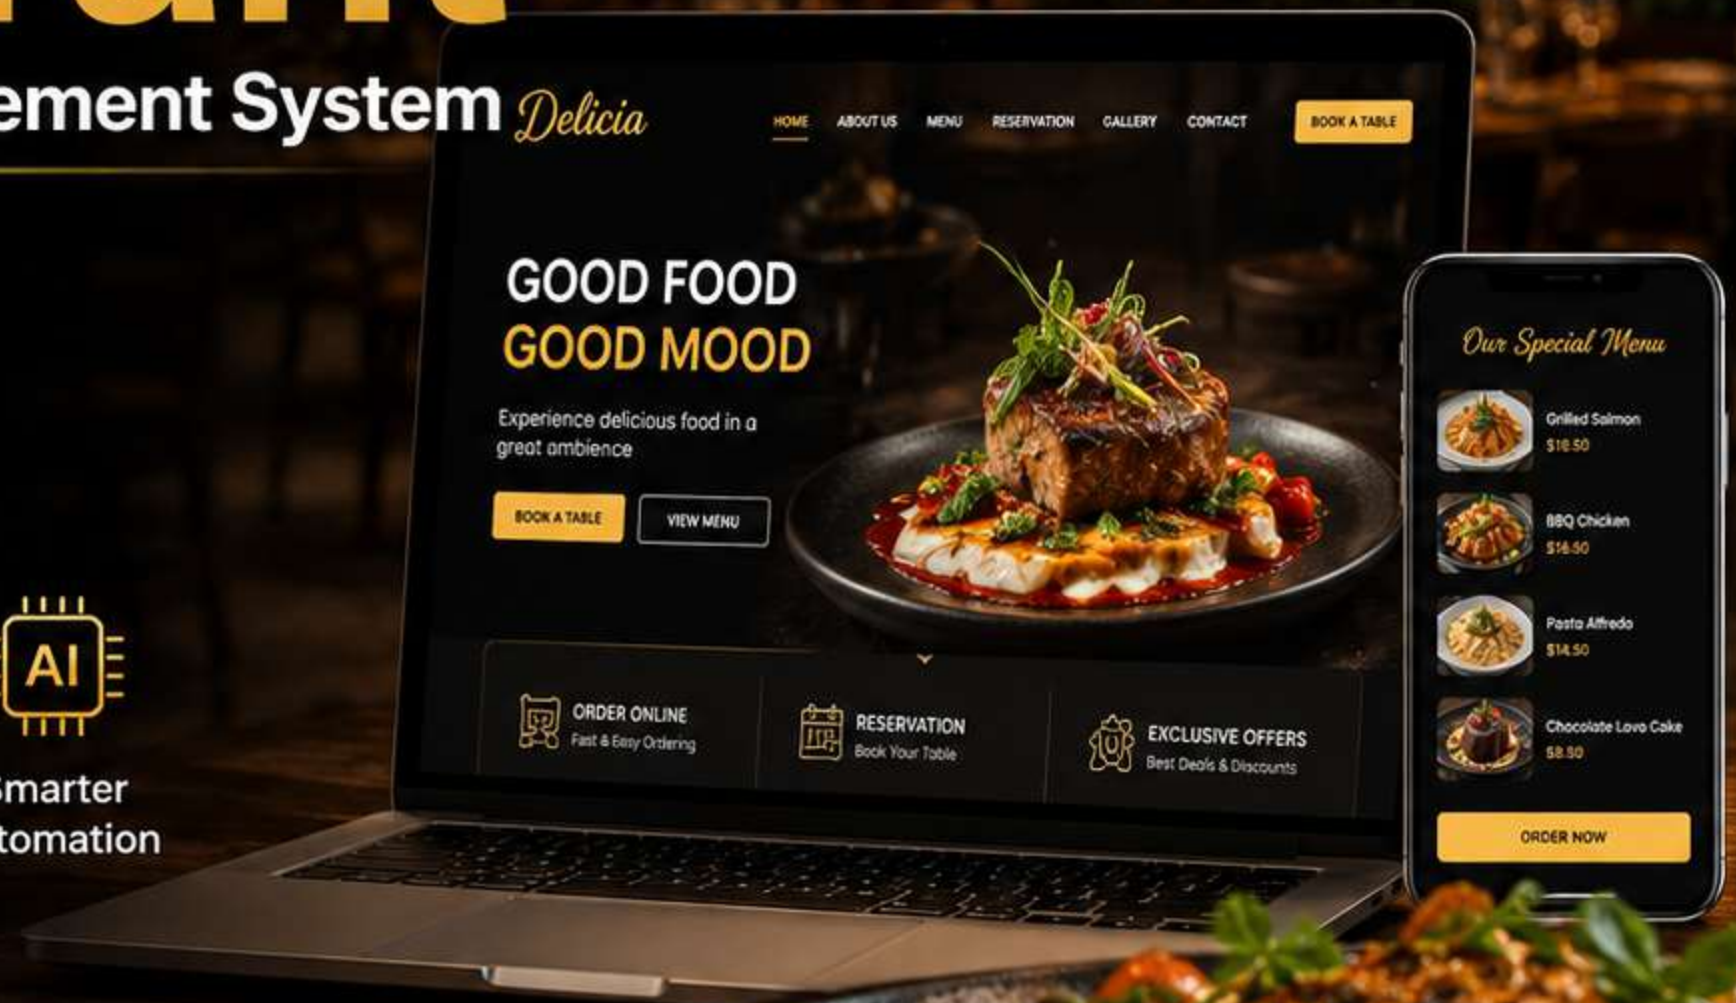 ement System
Delicia
HOME ABOUT US MENU RESERVATION GALLERY CONTACT BOOK A TABLE
GOOD FOOD
GOOD MOOD
Experience delicious food in a
great ambience
BOOK A TABLE VIEW MENU
ORDER ONLINE
Fast & Easy Ordering
RESERVATION
Book Your Table
EXCLUSIVE OFFERS
Best Deals & Discounts
Our Special Menu
Grilled Salmon
BBQ Chicken
$16.50
Pasta Alfredo
$14.50
Chocolate Lava Cake
$8.50
ORDER NOW
AI
Smarter
tomation